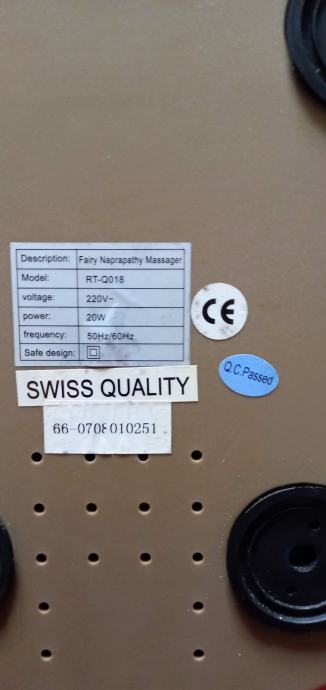 Description: Fairy Naprapathy Massager
Model: RT-Q018
voltage: 220V~
power: 20W
frequency: 50Hz/60Hz
Safe design:
CE
Q.C.Passed
SWISS QUALITY
66-0708010251